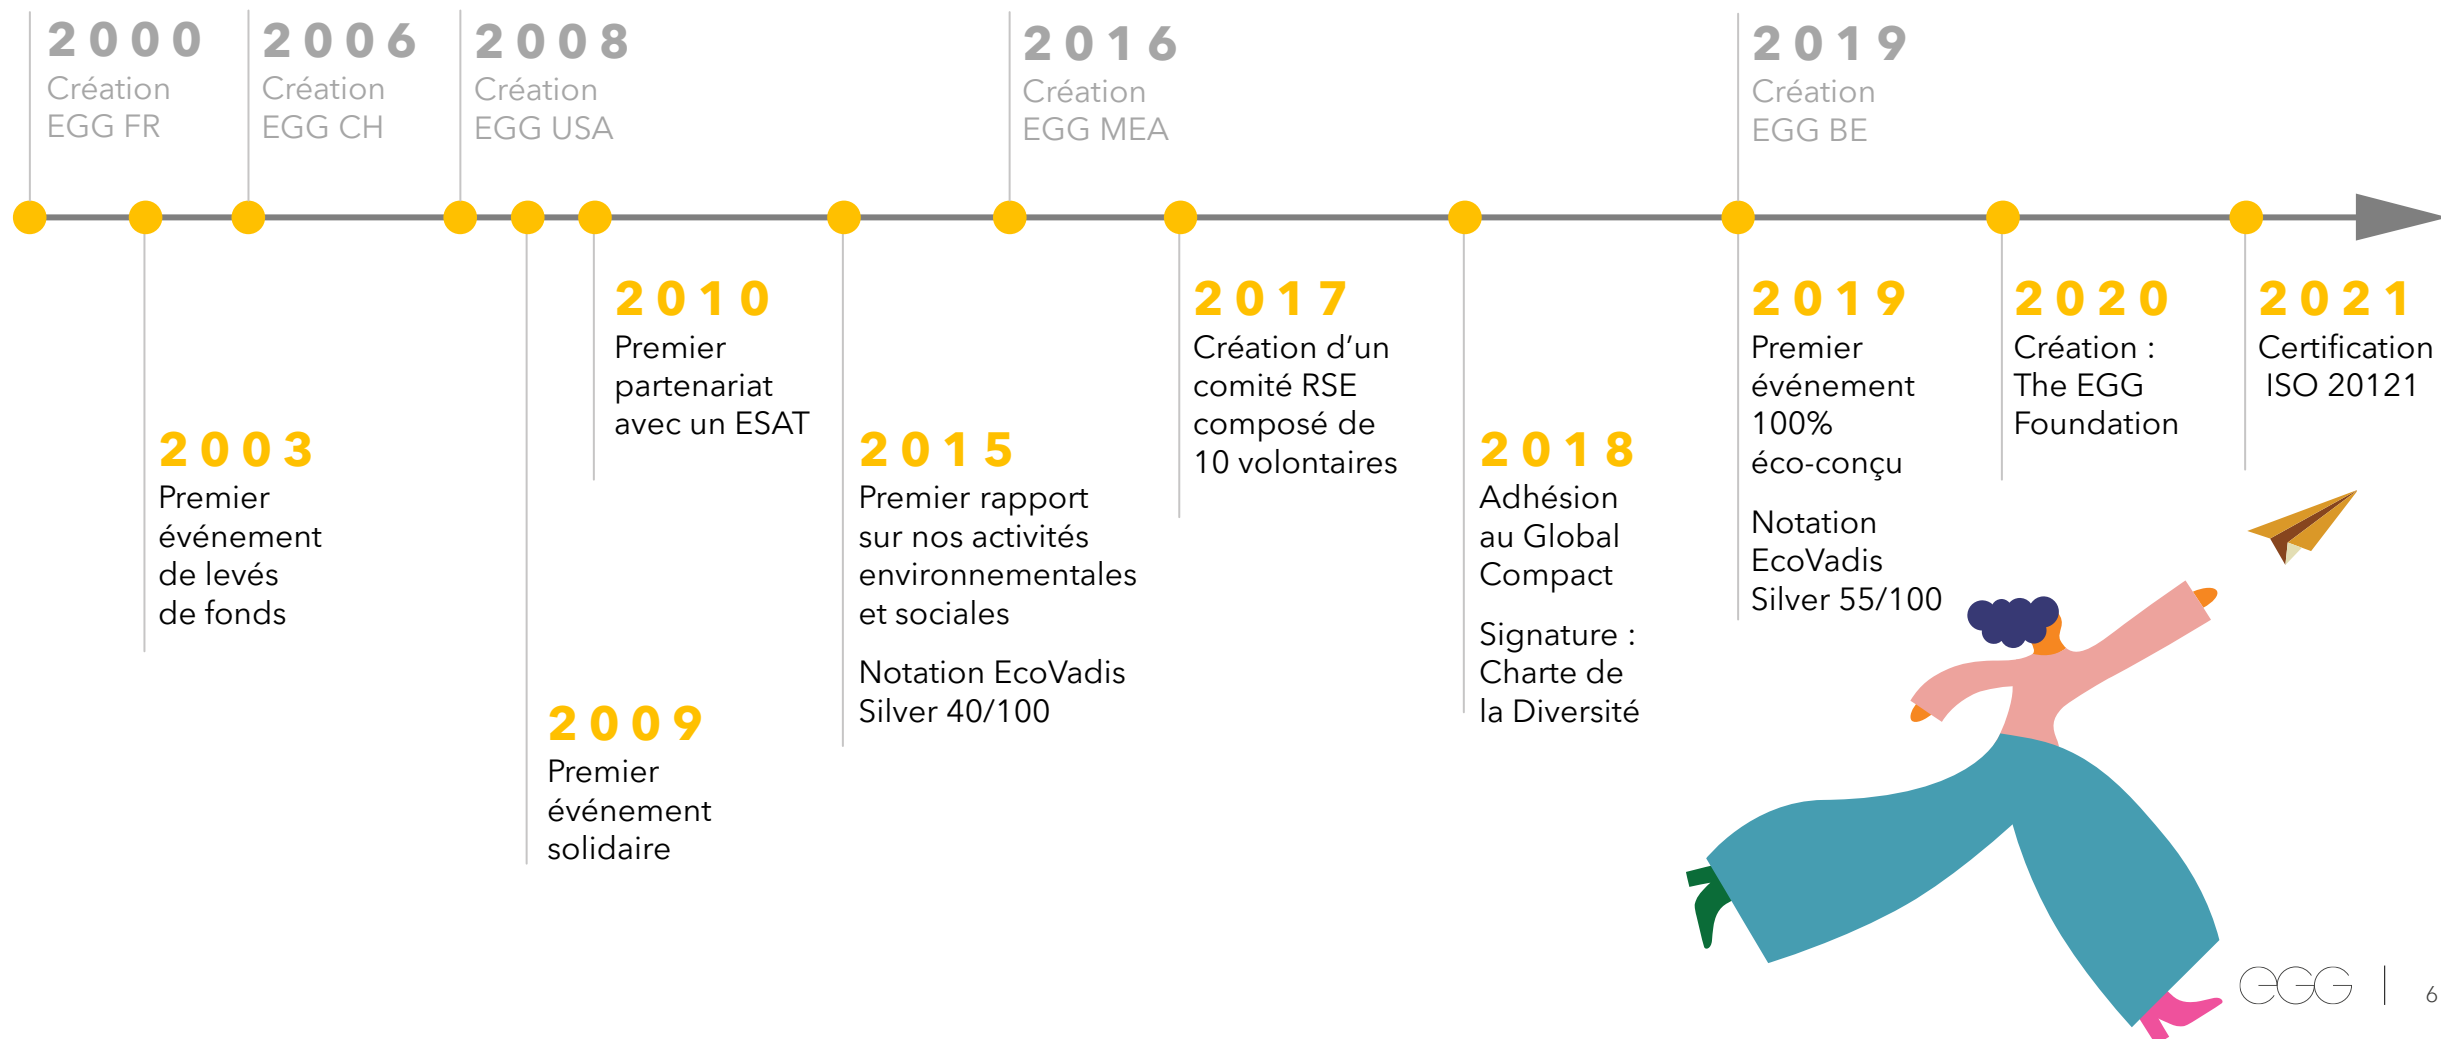 2000
Création
EGG FR
2006
Création
EGG CH
2008
Création
EGG USA
2016
Création
EGG MEA
2019
Création
EGG BE
2003
Premier
événement
de levés
de fonds
2009
Premier
événement
solidaire
2010
Premier
partenariat
avec un ESAT
2015
Premier rapport
sur nos activités
environnementales
et sociales
Notation EcoVadis
Silver 40/100
2017
Création d’un
comité RSE
composé de
10 volontaires
2018
Adhésion
au Global
Compact
Signature :
Charte de
la Diversité
2019
Premier
événement
100%
éco-conçu
Notation
EcoVadis
Silver 55/100
2020
Création :
The EGG
Foundation
2021
Certification
ISO 20121
eGG
6